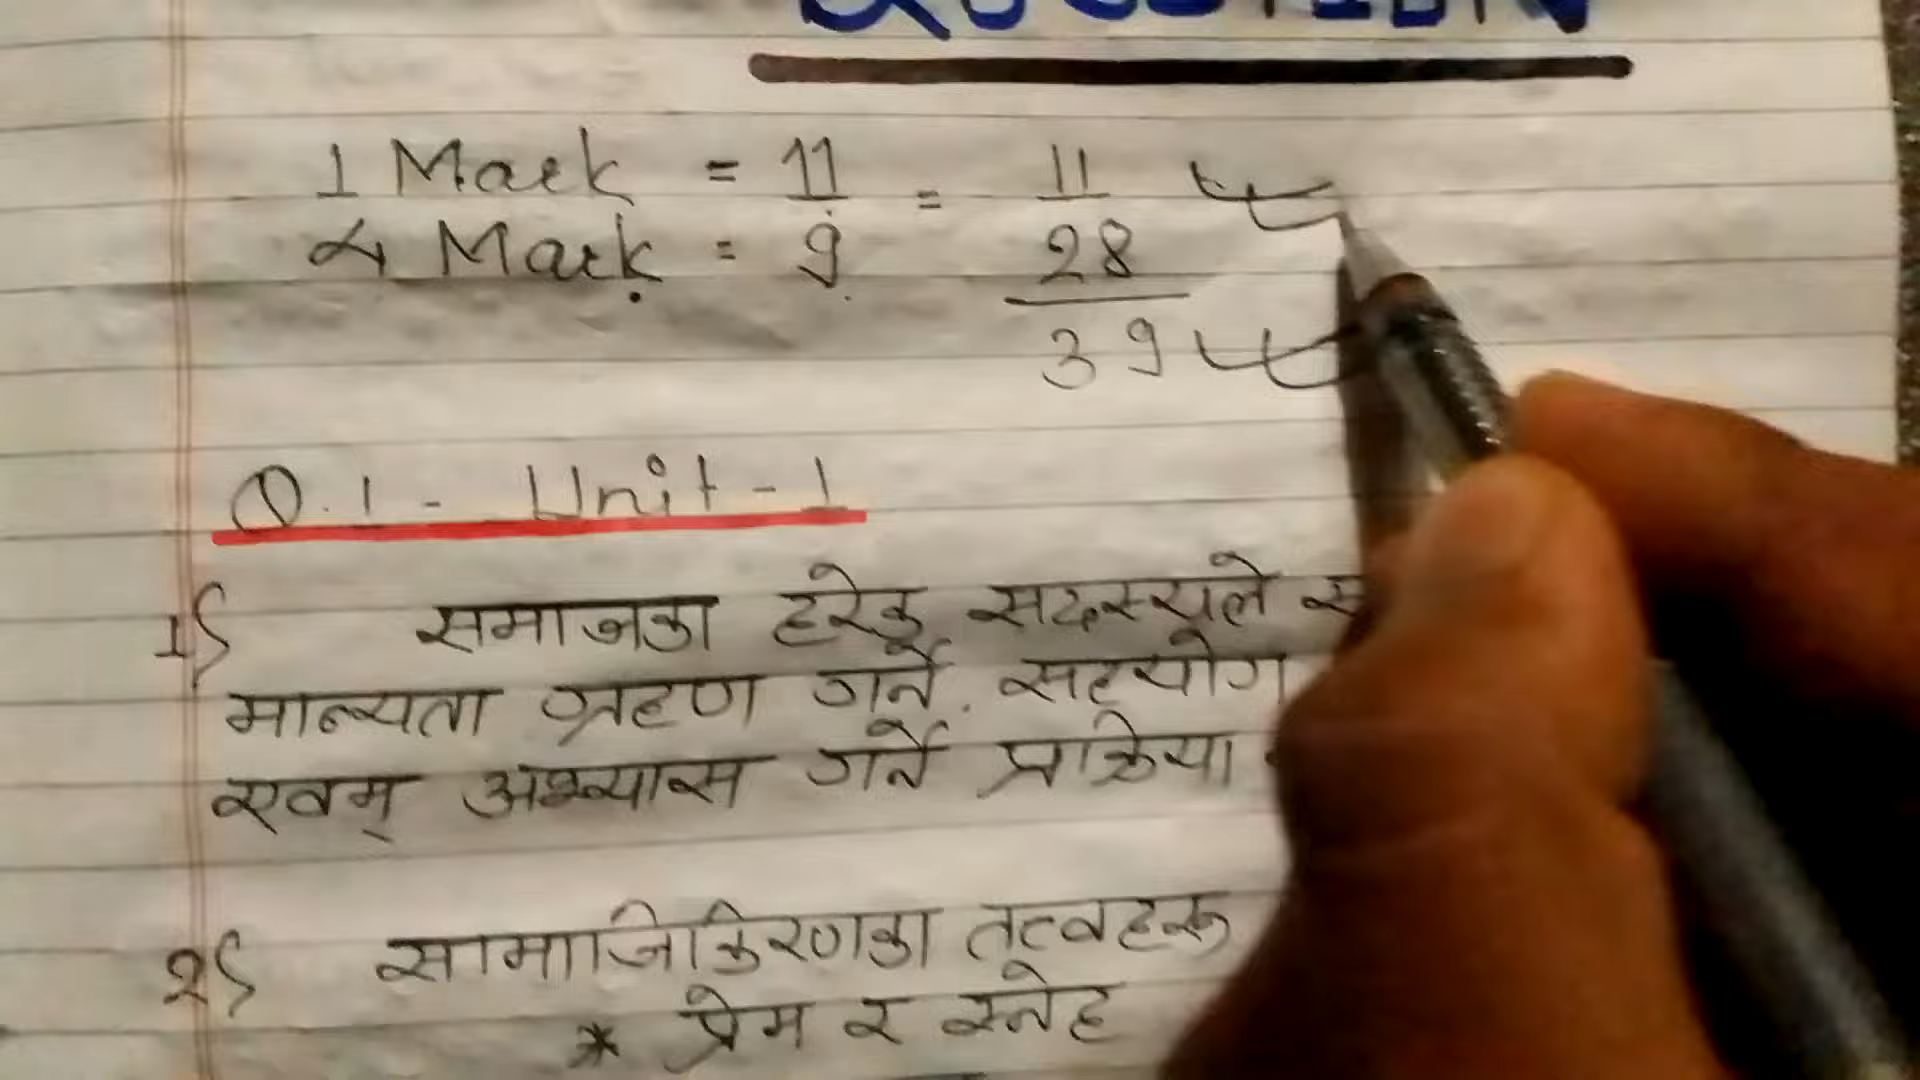 QUESTION
1 Mark = 11 = 11
4 Mark = 9 28
39
Q.1 - Unit - 1
1) समाजका हरेक सदस्यले
मान्यता ग्रहण गर्ने. सहयोग
एवम् अभ्यास गर्ने प्रक्रिया
2) सामाजिकिरणका तत्वहरु
* प्रेम र स्नेह